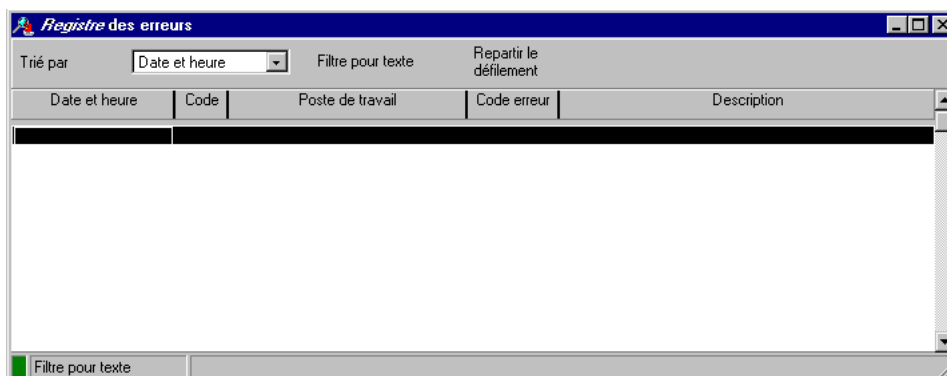 Registre des erreurs
Trié par Date et heure Filtre pour texte Repartir le
défilement
Date et heure Code Poste de travail Code erreur Description
Filtre pour texte